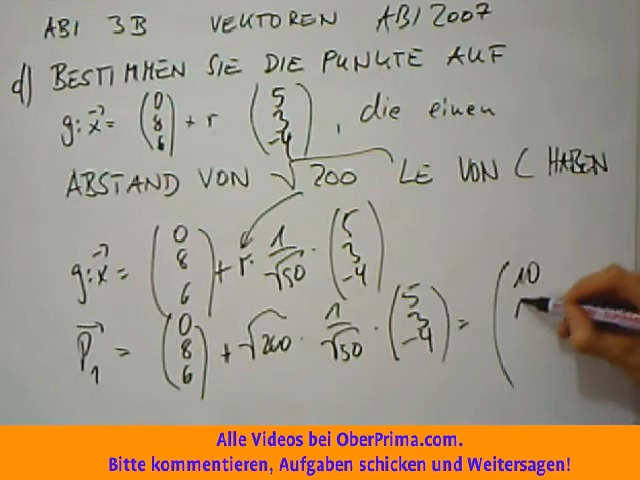 ABI 3B VEKTOREN ABI 2007
d) BESTIMMEN SIE DIE PUNKTE AUF
g: x⃗ = (0 8 6) + r (5 3 -4), die einen
ABSTAND VON √200 LE VON C HABEN
g: x⃗ = (0 8 6) + r · 1/√50 · (5 3 -4)
P⃗₁ = (0 8 6) + √200 · 1/√50 · (5 3 -4) = ( 10
Alle Videos bei OberPrima.com.
Bitte kommentieren, Aufgaben schicken und Weitersagen!